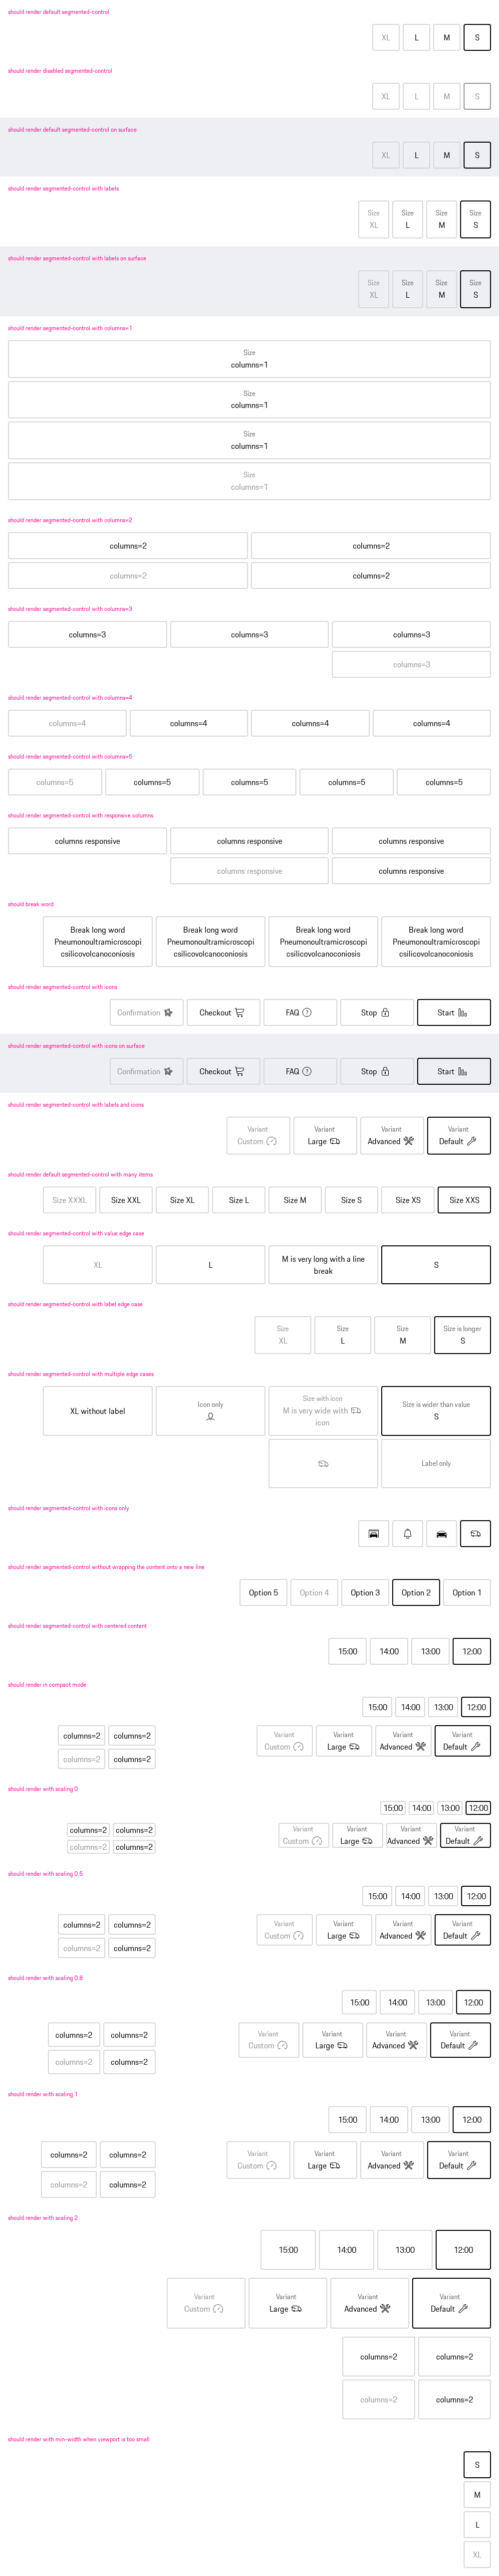 should render default segmented-control
XL L M S
should render disabled segmented-control
XL L M S
should render default segmented-control on surface
XL L M S
should render segmented-control with labels
Size Size Size Size
XL L M S
should render segmented-control with labels on surface
Size Size Size Size
XL L M S
should render segmented-control with columns=1
Size
columns=1
Size
columns=1
Size
columns=1
Size
columns=1
should render segmented-control with columns=2
columns=2 columns=2
columns=2 columns=2
should render segmented-control with columns=3
columns=3 columns=3 columns=3
columns=3
should render segmented-control with columns=4
columns=4 columns=4 columns=4 columns=4
should render segmented-control with columns=5
columns=5 columns=5 columns=5 columns=5 columns=5
should render segmented-control with responsive columns
columns responsive columns responsive columns responsive
columns responsive columns responsive
should break word
Break long word Break long word Break long word Break long word
Pneumonoultramicroscopi Pneumonoultramicroscopi Pneumonoultramicroscopi Pneumonoultramicroscopi
csilicovolcanoconiosis csilicovolcanoconiosis csilicovolcanoconiosis csilicovolcanoconiosis
should render segmented-control with icons
Confirmation Checkout FAQ Stop Start
should render segmented-control with icons on surface
Confirmation Checkout FAQ Stop Start
should render segmented-control with labels and icons
Variant Variant Variant Variant
Custom Large Advanced Default
should render default segmented-control with many items
Size XXXL Size XXL Size XL Size L Size M Size S Size XS Size XXS
should render segmented-control with value edge case
XL L M is very long with a line break S
should render segmented-control with label edge case
Size Size Size Size is longer
XL L M S
should render segmented-control with multiple edge cases
XL without label Icon only Size with icon Size is wider than value
M is very wide with icon S
Label only
should render segmented-control with icons only
should render segmented-control without wrapping the content onto a new line
Option 5 Option 4 Option 3 Option 2 Option 1
should render segmented-control with centered content
15:00 14:00 13:00 12:00
should render in compact mode
15:00 14:00 13:00 12:00
columns=2 columns=2 Variant Variant Variant Variant
Custom Large Advanced Default
columns=2 columns=2
should render with scaling 0
15:00 14:00 13:00 12:00
columns=2 columns=2 Variant Variant Variant Variant
columns=2 columns=2 Custom Large Advanced Default
should render with scaling 0.5
15:00 14:00 13:00 12:00
columns=2 columns=2 Variant Variant Variant Variant
Custom Large Advanced Default
columns=2 columns=2
should render with scaling 0.8
15:00 14:00 13:00 12:00
columns=2 columns=2 Variant Variant Variant Variant
Custom Large Advanced Default
columns=2 columns=2
should render with scaling 1
15:00 14:00 13:00 12:00
columns=2 columns=2 Variant Variant Variant Variant
Custom Large Advanced Default
columns=2 columns=2
should render with scaling 2
15:00 14:00 13:00 12:00
Variant Variant Variant Variant
Custom Large Advanced Default
columns=2 columns=2
columns=2 columns=2
should render with min-width when viewport is too small
S
M
L
XL